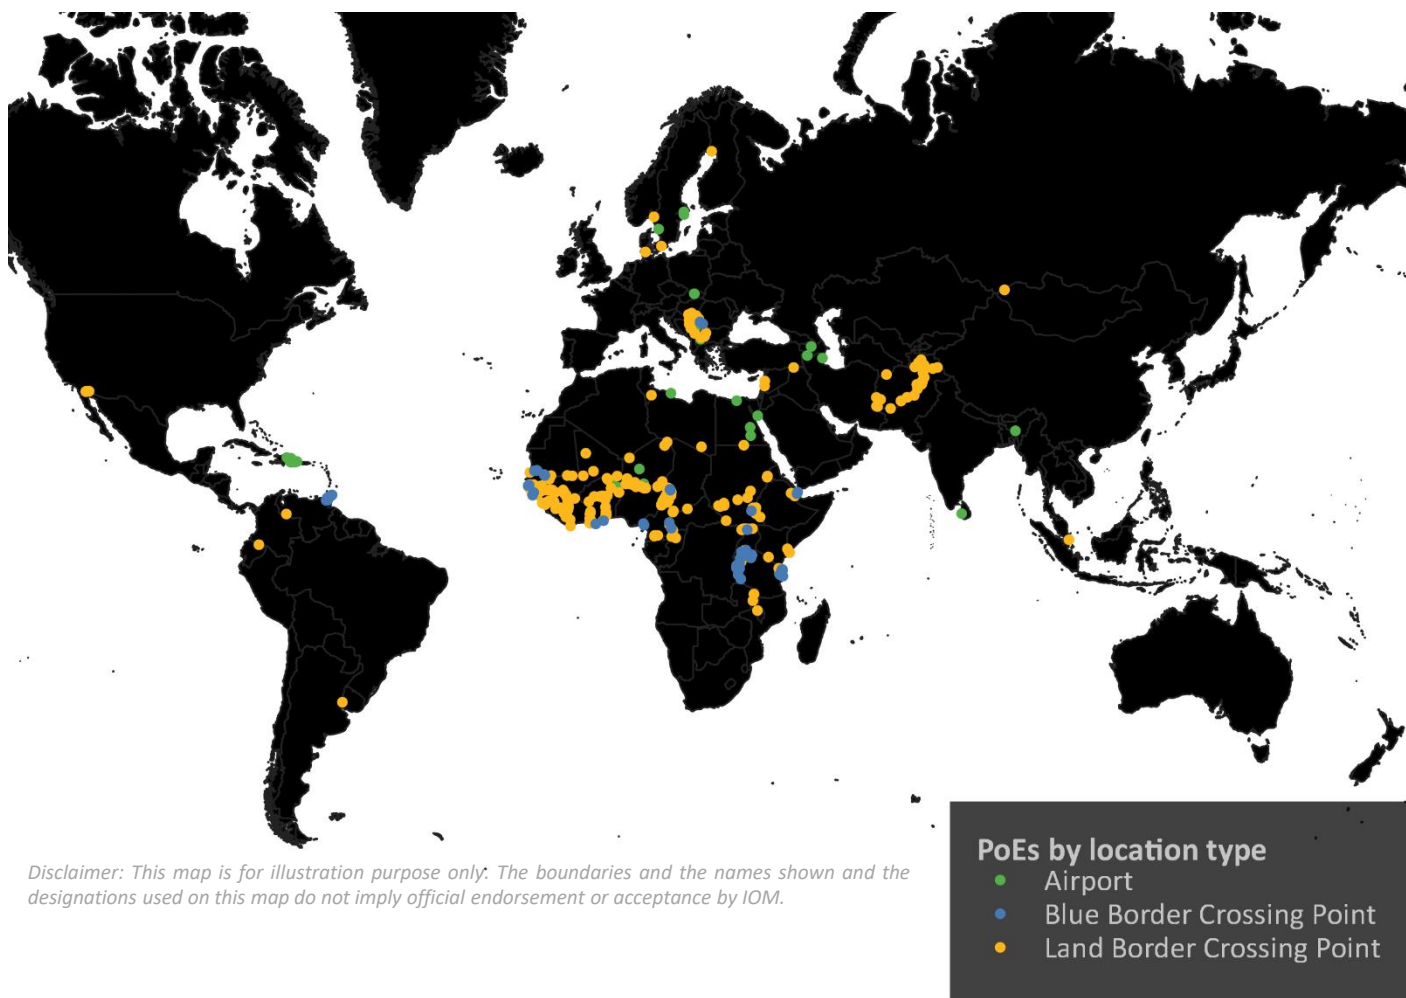 Disclaimer: This map is for illustration purpose only. The boundaries and the names shown and the
designations used on this map do not imply official endorsement or acceptance by IOM.
PoEs by location type
Airport
Blue Border Crossing Point
Land Border Crossing Point